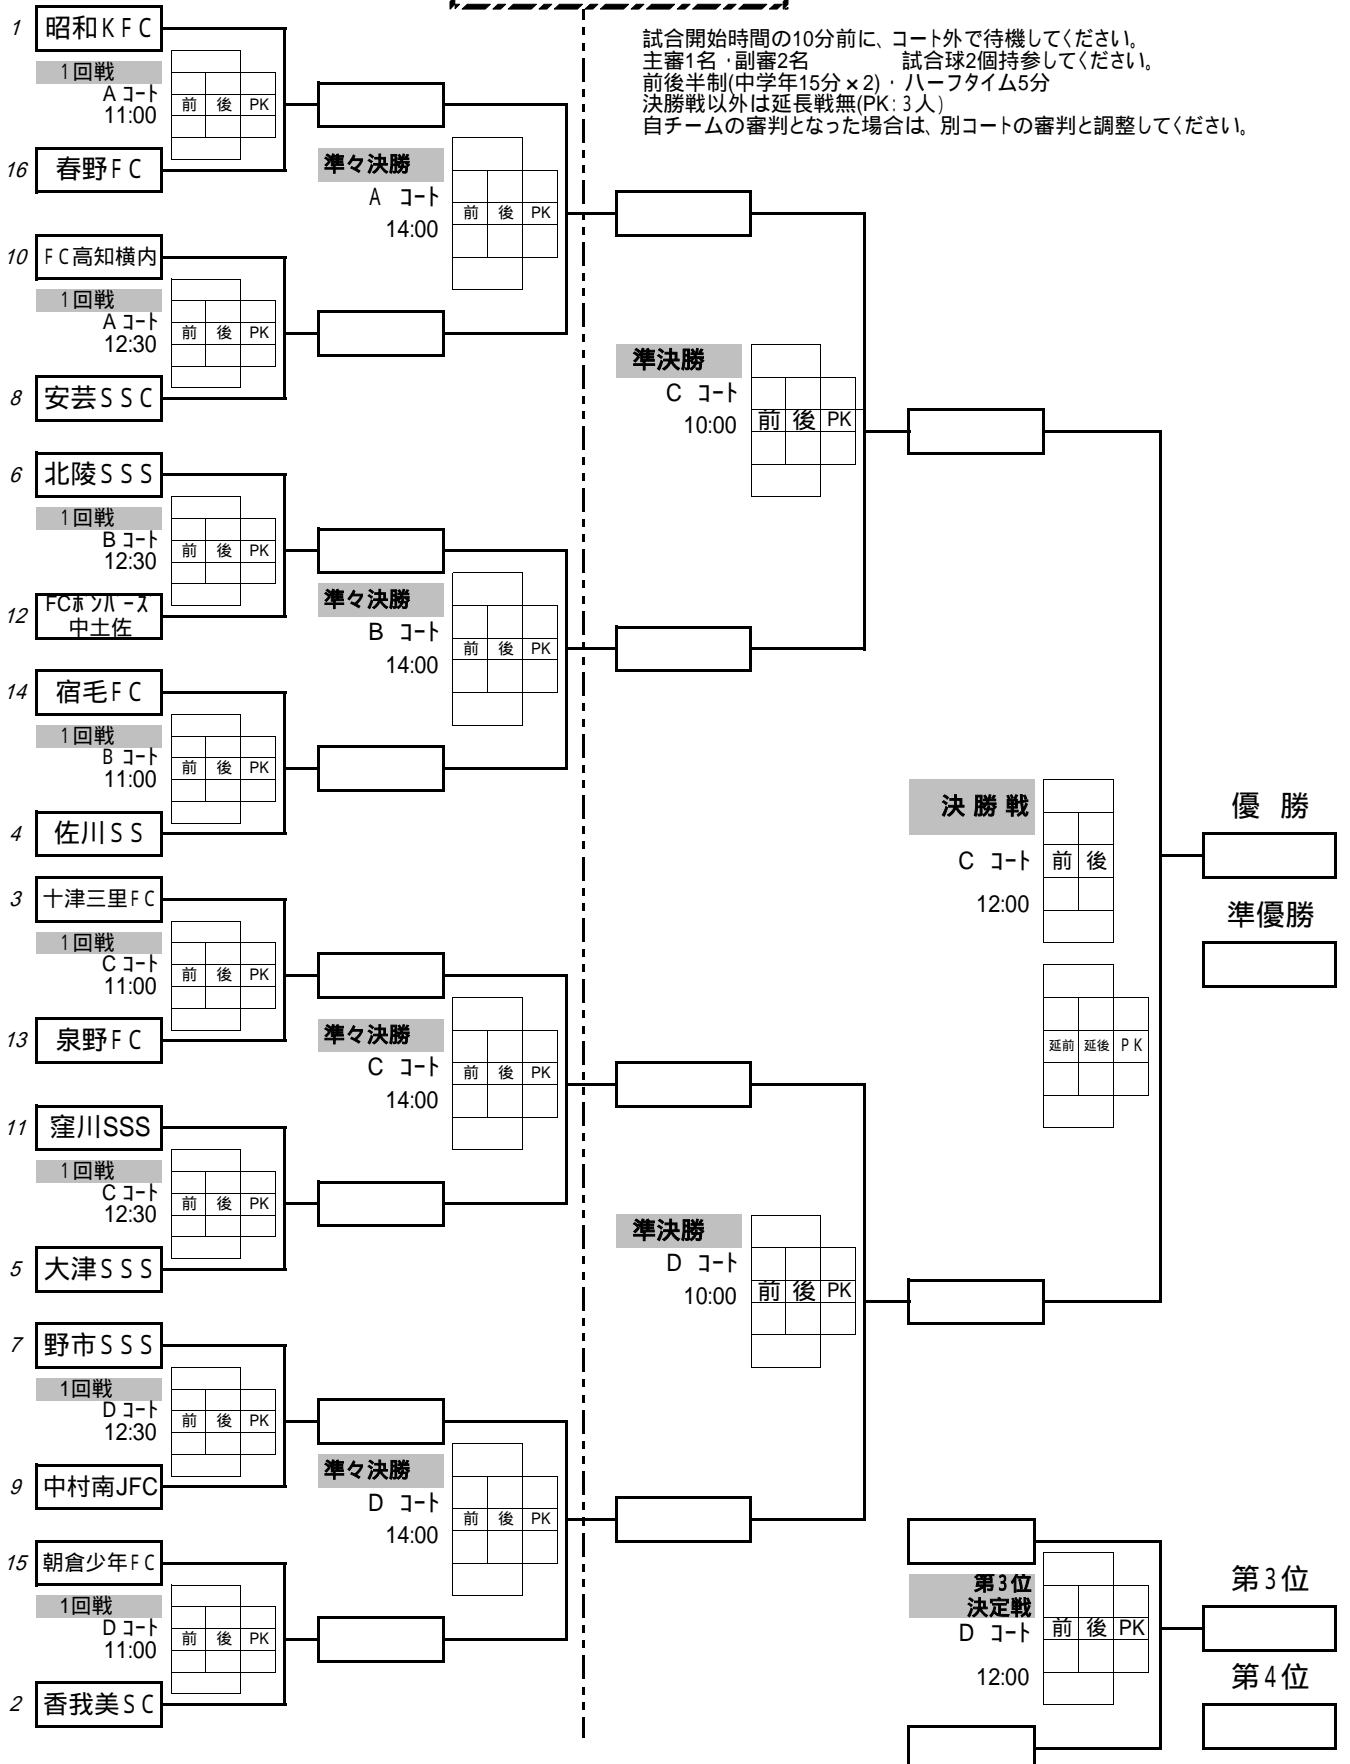 試合開始時間の10分前に、コート外で待機してください。
主審1名・副審2名　　　試合球2個持参してください。
前後半制(中学年15分×2)・ハーフタイム5分
決勝戦以外は延長戦無(PK:3人)
自チームの審判となった場合は、別コートの審判と調整してください。
1 昭和KFC
1回戦
A コート
11:00
前 後 PK
16 春野FC
準々決勝
A コート
14:00
前 後 PK
10 FC高知横内
1回戦
A コート
12:30
前 後 PK
8 安芸SSC
準決勝
C コート
10:00
前 後 PK
6 北陵SSS
1回戦
B コート
12:30
前 後 PK
12 FCボンバーズ
中土佐
準々決勝
B コート
14:00
前 後 PK
14 宿毛FC
1回戦
B コート
11:00
前 後 PK
4 佐川SS
決勝戦
C コート
12:00
前 後
延前 延後 PK
優 勝
準優勝
3 十津三里FC
1回戦
C コート
11:00
前 後 PK
13 泉野FC
準々決勝
C コート
14:00
前 後 PK
11 窪川SSS
1回戦
C コート
12:30
前 後 PK
5 大津SSS
準決勝
D コート
10:00
前 後 PK
7 野市SSS
1回戦
D コート
12:30
前 後 PK
9 中村南JFC
準々決勝
D コート
14:00
前 後 PK
15 朝倉少年FC
1回戦
D コート
11:00
前 後 PK
2 香我美SC
第3位
決定戦
D コート
12:00
前 後 PK
第3位
第4位